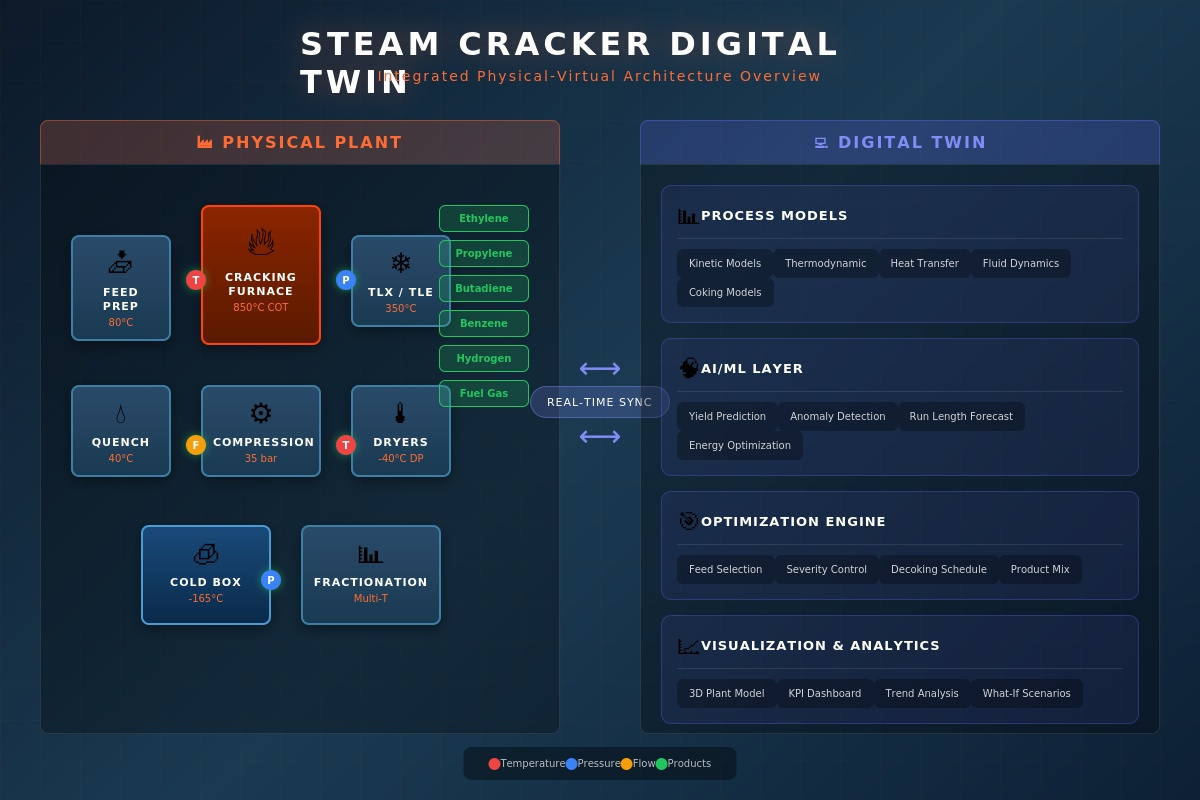 STEAM CRACKER DIGITAL
TWIN
Integrated Physical-Virtual Architecture Overview
PHYSICAL PLANT
FEED
PREP
80°C
T
CRACKING
FURNACE
850°C COT
P
TLX / TLE
350°C
Ethylene
Propylene
Butadiene
Benzene
Hydrogen
Fuel Gas
QUENCH
40°C
F
COMPRESSION
35 bar
T
DRYERS
-40°C DP
COLD BOX
-165°C
P
FRACTIONATION
Multi-T
REAL-TIME SYNC
DIGITAL TWIN
PROCESS MODELS
Kinetic Models Thermodynamic Heat Transfer Fluid Dynamics
Coking Models
AI/ML LAYER
Yield Prediction Anomaly Detection Run Length Forecast
Energy Optimization
OPTIMIZATION ENGINE
Feed Selection Severity Control Decoking Schedule Product Mix
VISUALIZATION & ANALYTICS
3D Plant Model KPI Dashboard Trend Analysis What-If Scenarios
Temperature Pressure Flow Products